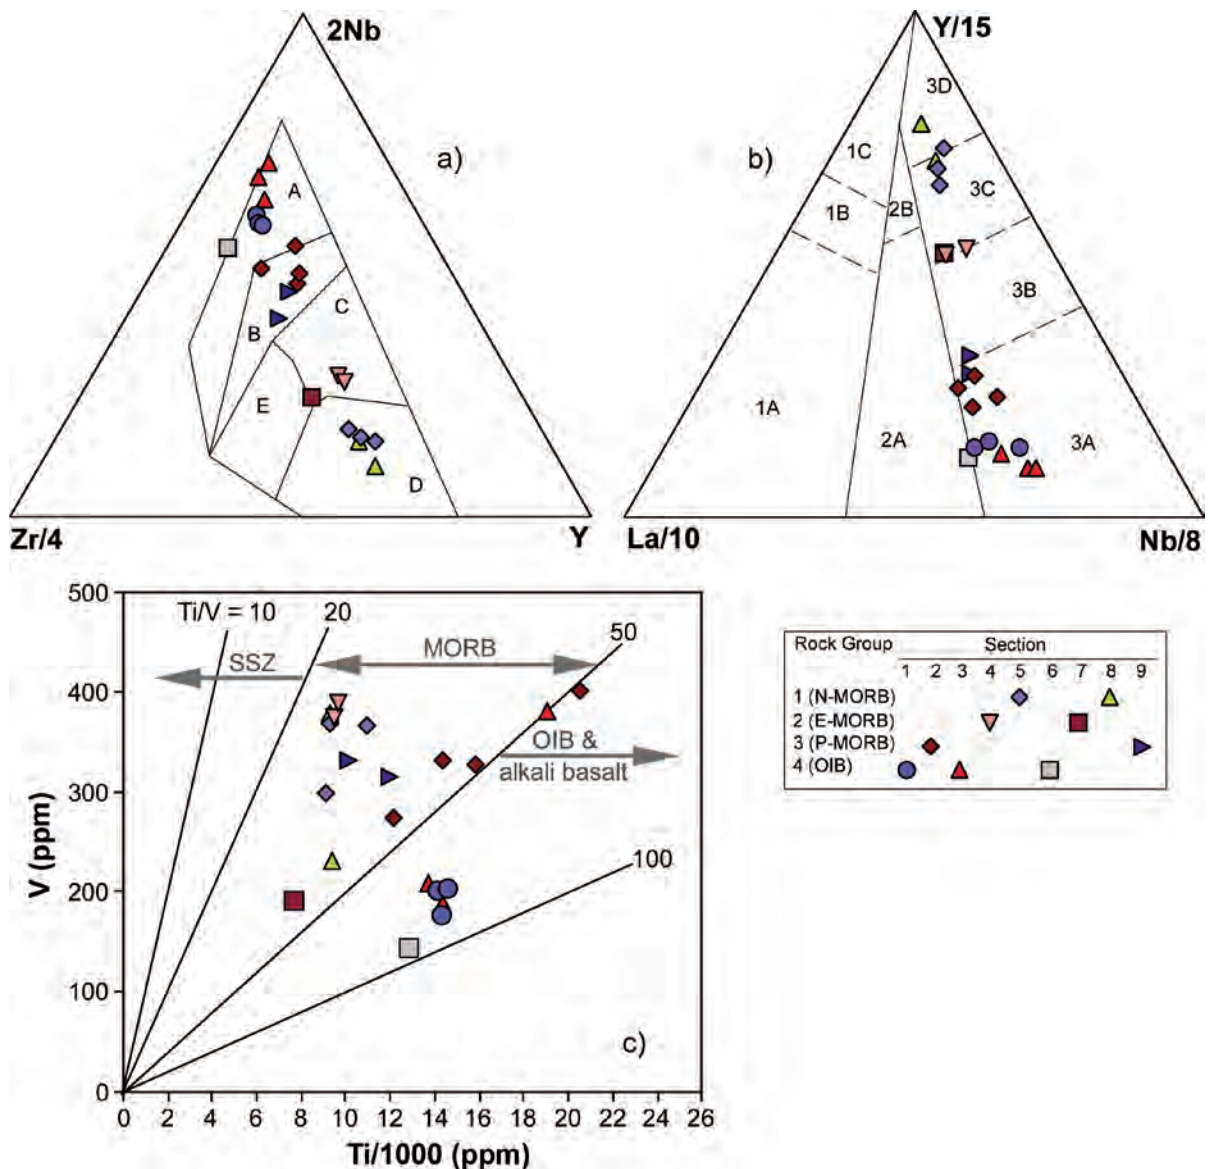 2Nb
a)
A
B
C
E
D
Zr/4
Y
Y/15
b)
3D
1C
3C
1B
2B
3B
1A
2A
3A
La/10
Nb/8
500
400
300
200
100
0
V (ppm)
Ti/V = 10
20
50
100
SSZ
MORB
OIB &
alkali basalt
c)
0 2 4 6 8 10 12 14 16 18 20 22 24 26
Ti/1000 (ppm)
Rock Group Section
1 2 3 4 5 6 7 8 9
1 (N-MORB)
2 (E-MORB)
3 (P-MORB)
4 (OIB)